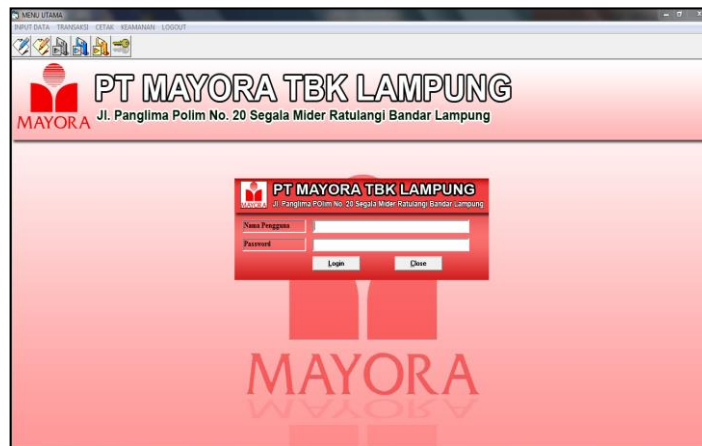 MENU UTAMA
INPUT DATA TRANSAKSI CETAK KEAMANAN LOGOUT
PT MAYORA TBK LAMPUNG
MAYORA
Jl. Panglima Polim No. 20 Segala Mider Ratulangi Bandar Lampung
PT MAYORA TBK LAMPUNG
MAYORA
Jl. Panglima POlim No. 20 Segala Mider Ratulangi Bandar Lampung
Nama Pengguna
Password
Login Close
MAYORA